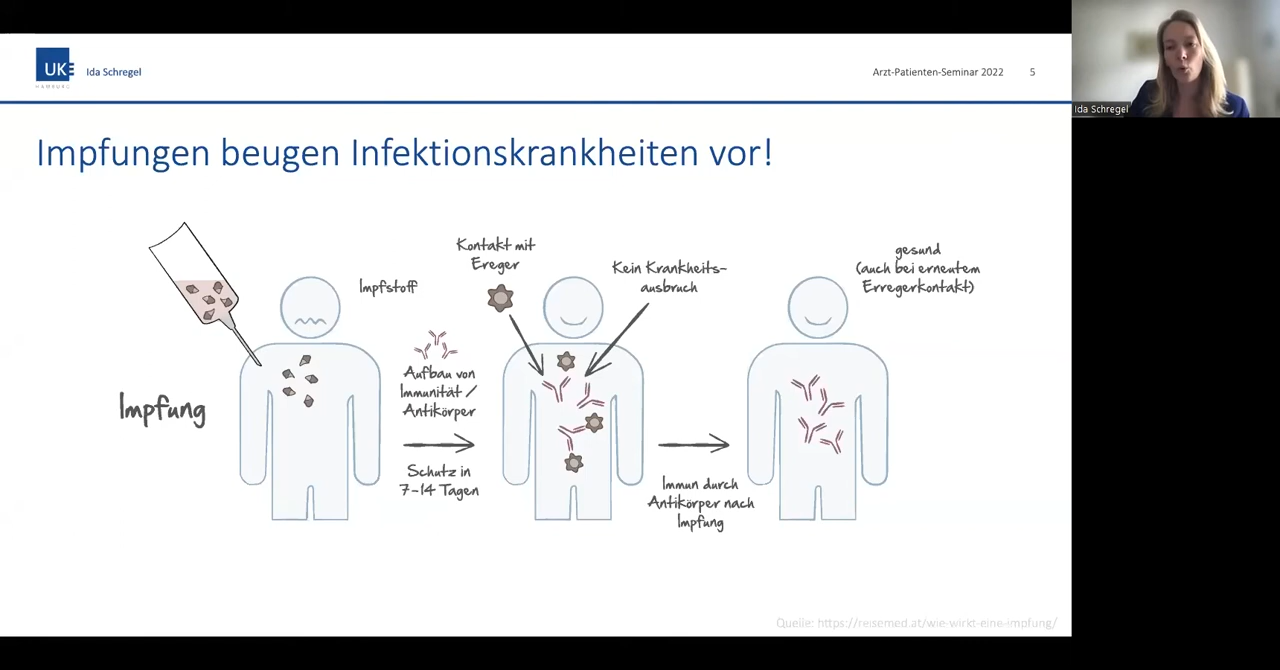 UKE
HAMBURG
Ida Schregel
Arzt-Patienten-Seminar 2022
5
Ida Schregel
Impfungen beugen Infektionskrankheiten vor!
Impfung
Impfstoff
Aufbau von
Immunität /
Antikörper
Schutz in
7-14 Tagen
Kontakt mit
Ereger
Kein Krankheits-
ausbruch
Immun durch
Antikörper nach
Impfung
gesund
(auch bei erneutem
Erregerkontakt)
Quelle: https://reisemed.at/wie-wirkt-eine-impfung/